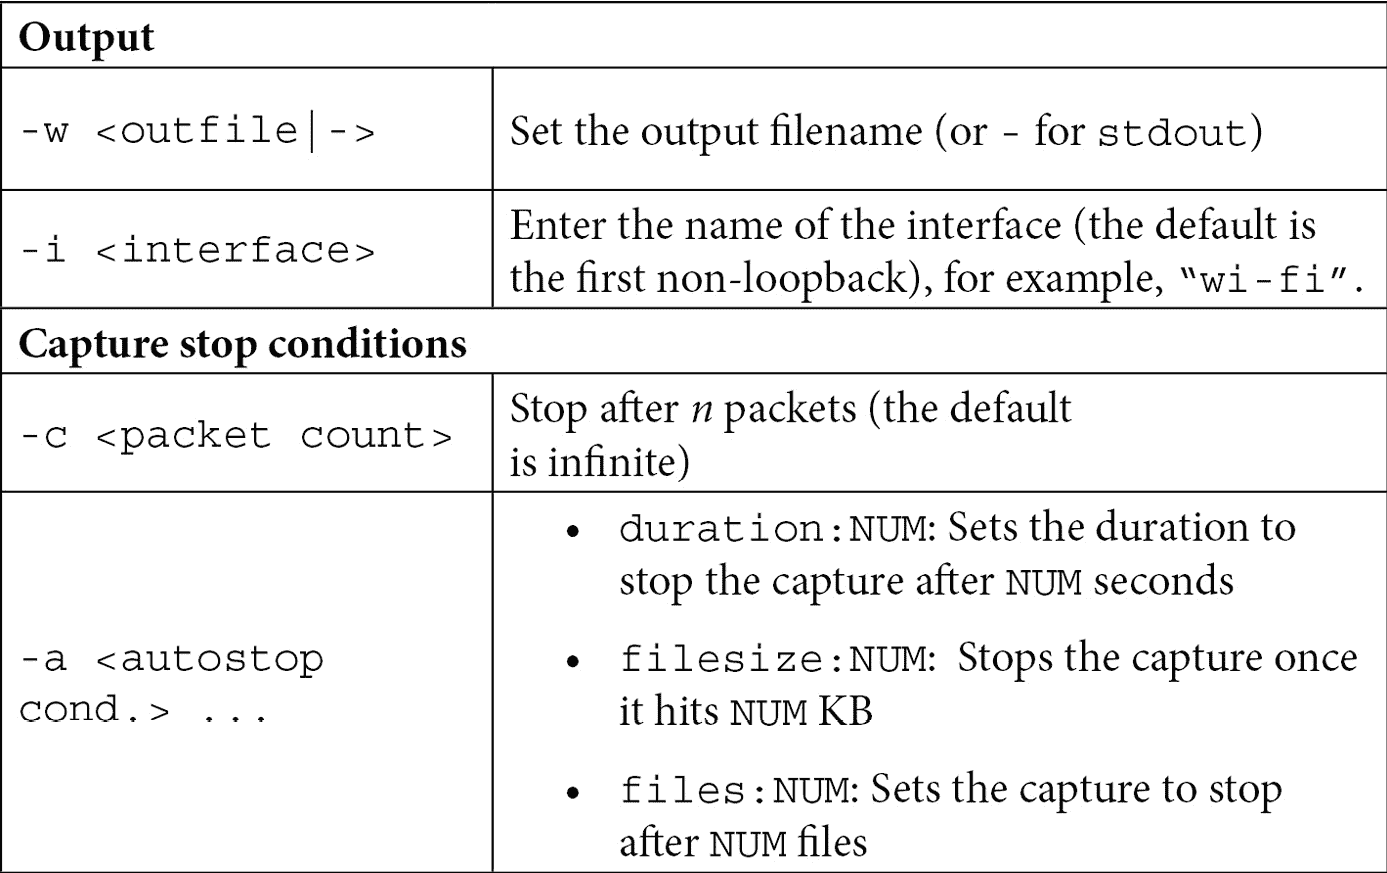 Output
-w <outfile|->
Set the output filename (or - for stdout)
-i <interface>
Enter the name of the interface (the default is
the first non-loopback), for example, “wi-fi”.
Capture stop conditions
-c <packet count>
Stop after n packets (the default
is infinite)
-a <autostop
cond.> ...
• duration:NUM: Sets the duration to
stop the capture after NUM seconds
• filesize:NUM: Stops the capture once
it hits NUM KB
• files:NUM: Sets the capture to stop
after NUM files